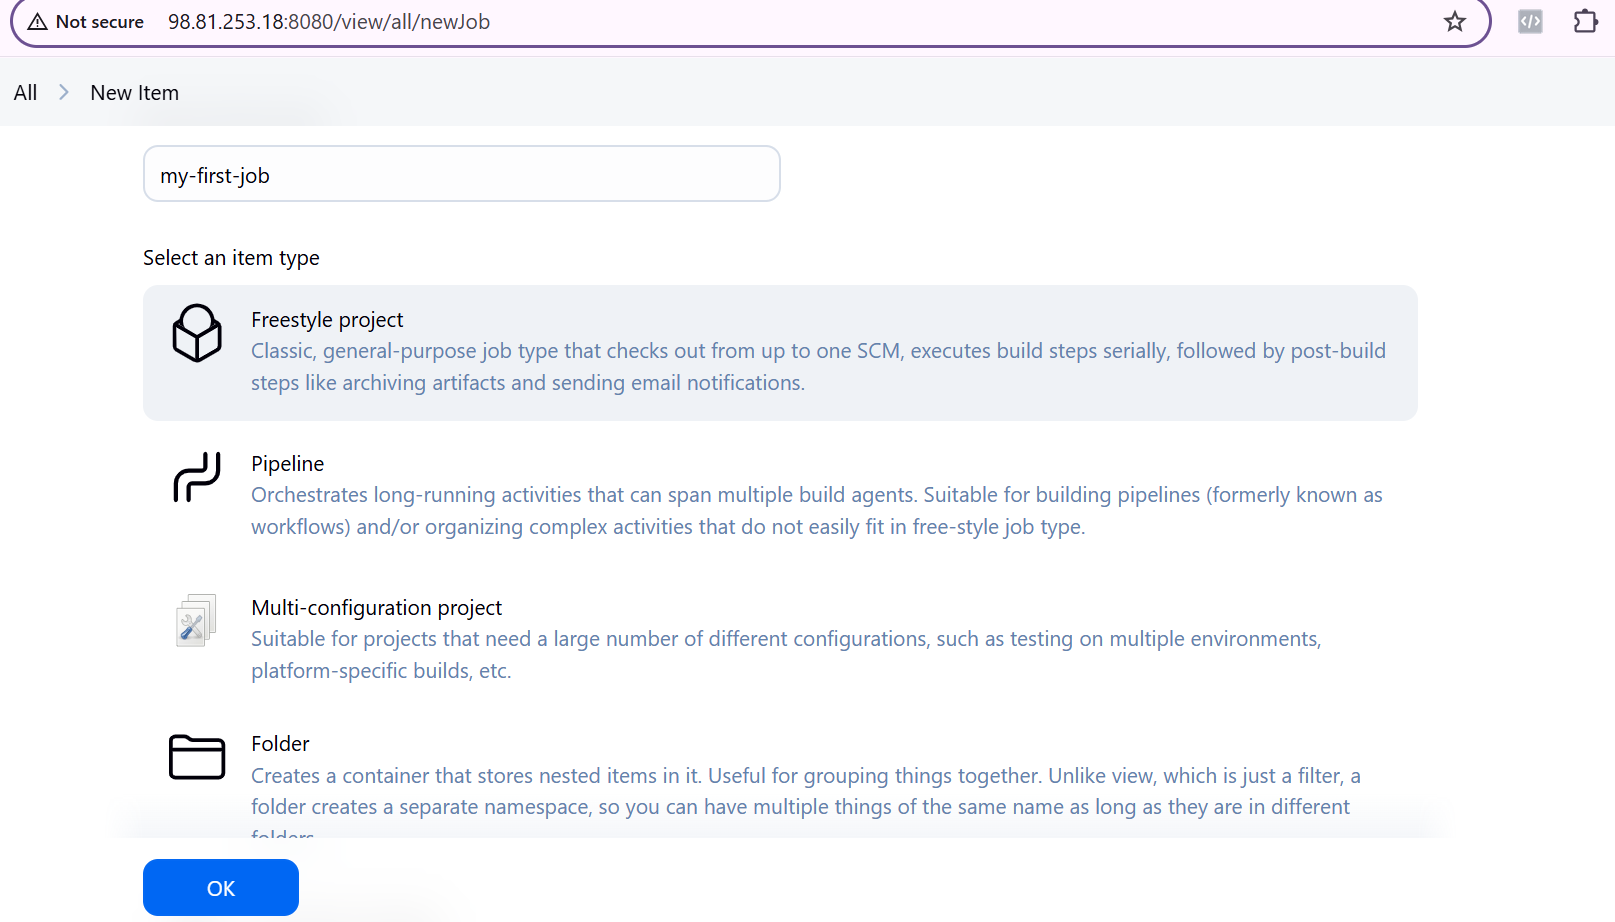 Not secure 98.81.253.18:8080/view/all/newJob
All > New Item
my-first-job
Select an item type
Freestyle project
Classic, general-purpose job type that checks out from up to one SCM, executes build steps serially, followed by post-build
steps like archiving artifacts and sending email notifications.
Pipeline
Orchestrates long-running activities that can span multiple build agents. Suitable for building pipelines (formerly known as
workflows) and/or organizing complex activities that do not easily fit in free-style job type.
Multi-configuration project
Suitable for projects that need a large number of different configurations, such as testing on multiple environments,
platform-specific builds, etc.
Folder
Creates a container that stores nested items in it. Useful for grouping things together. Unlike view, which is just a filter, a
folder creates a separate namespace, so you can have multiple things of the same name as long as they are in different
folders.
OK